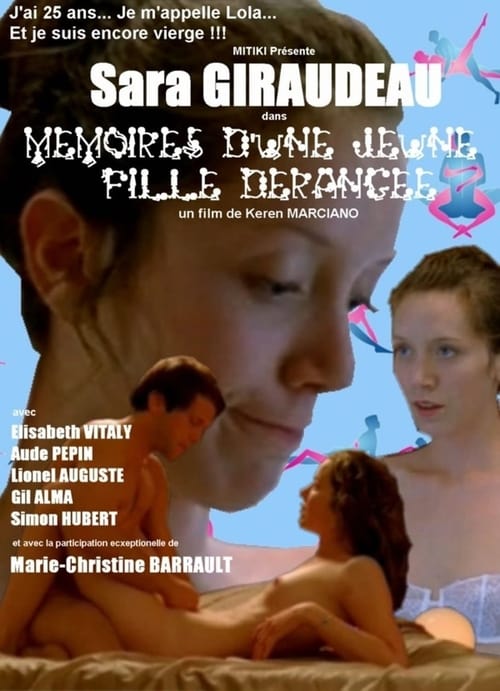 J'ai 25 ans... Je m'appelle Lola...
Et je suis encore vierge !!!
MITIKI Présente
Sara GIRAUDEAU
dans
MEMOIRES D'UNE JEUNE
FILLE DERANGEE
un film de Keren MARCIANO
avec
Elisabeth VITALY
Aude PEPIN
Lionel AUGUSTE
Gil ALMA
Simon HUBERT
et avec la participation exceptionelle de
Marie-Christine BARRAULT